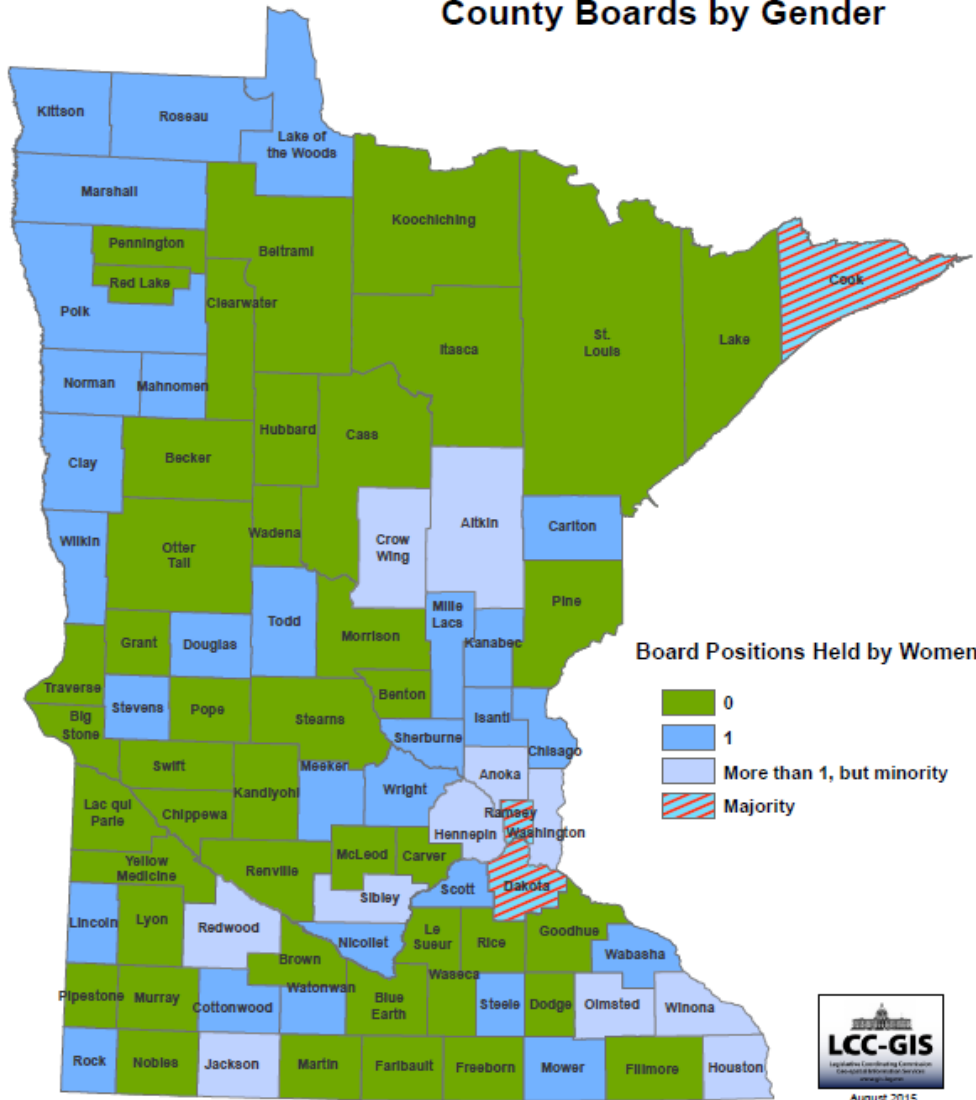 County Boards by Gender
Kittson
Roseau
Lake of
the Woods
Marshall
Koochiching
Pennington
Beltrami
Red Lake
Cook
Clearwater
Polk
St.
Louis
Lake
Itasca
Norman
Mahnomen
Hubbard
Cass
Clay
Becker
Aitkin
Carlton
Wadena
Wilkin
Crow
Wing
Otter
Tail
Pine
Mille
Lacs
Todd
Morrison
Grant
Douglas
Kanabec
Board Positions Held by Women
Traverse
Benton
0
Stevens
Pope
Stearns
Isanti
Big
Stone
Sherburne
1
Chisago
Swift
Meeker
Anoka
More than 1, but minority
Wright
Kandiyohi
Lac qui
Parle
Chippewa
Ramsey
Majority
Hennepin
Washington
McLeod
Carver
Yellow
Medicine
Renville
Scott
Dakota
Sibley
Lincoln
Lyon
Redwood
Le
Sueur
Rice
Goodhue
Nicollet
Wabasha
Brown
Waseca
Watonwan
Pipestone
Murray
Cottonwood
Blue
Earth
Steele
Dodge
Olmsted
Winona
Rock
Nobles
Jackson
Martin
Faribault
Freeborn
Mower
Fillmore
Houston
LCC-GIS
Legislative Coordinating Commission
Geospatial Information Services
August 2015